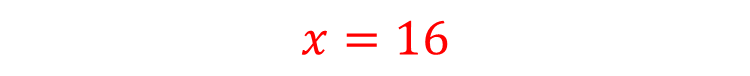 x = 16